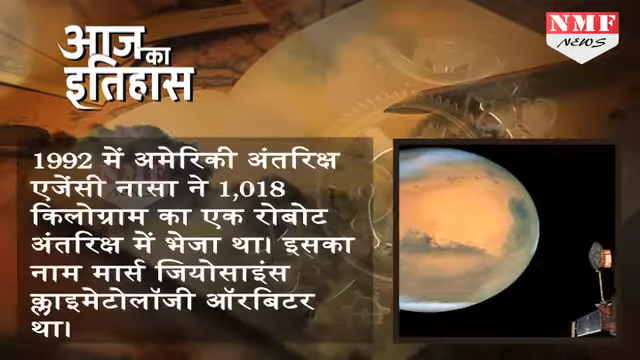 आज का
इतिहास
NMF
NEWS
1992 में अमेरिकी अंतरिक्ष
एजेंसी नासा ने 1,018
किलोग्राम का एक रोबोट
अंतरिक्ष में भेजा था। इसका
नाम मार्स जियोसाइंस
क्लाइमेटोलॉजी ऑरबिटर
था।